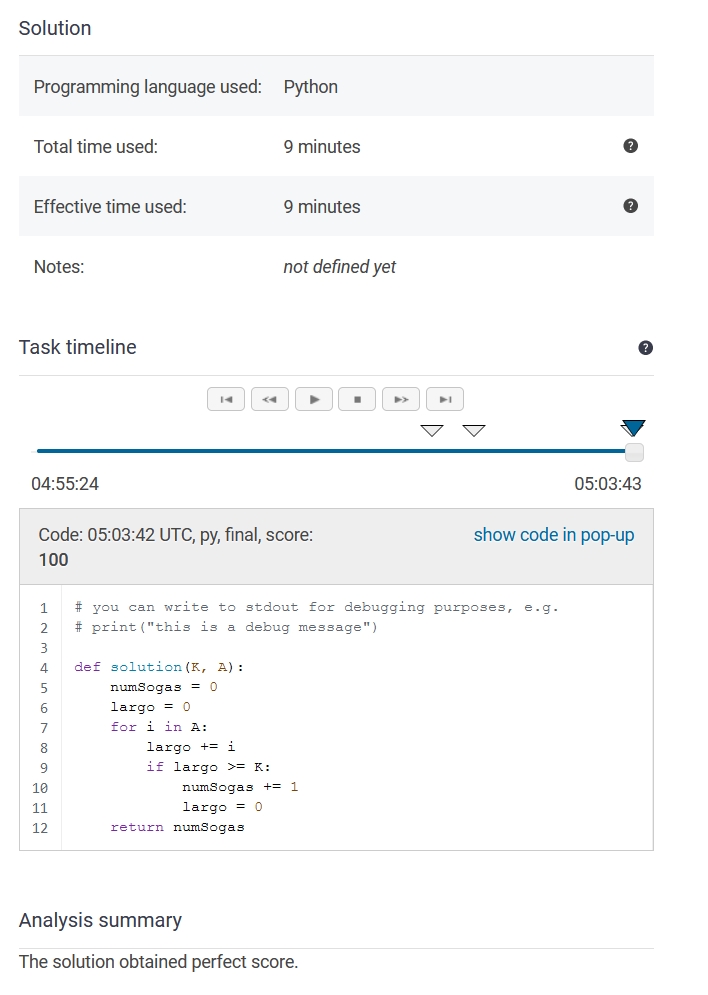 Solution
Programming language used: Python
Total time used: 9 minutes ?
Effective time used: 9 minutes ?
Notes: not defined yet
Task timeline ?
04:55:24 05:03:43
Code: 05:03:42 UTC, py, final, score: show code in pop-up
100
1 # you can write to stdout for debugging purposes, e.g.
2 # print("this is a debug message")
3
4 def solution(K, A):
5     numSogas = 0
6     largo = 0
7     for i in A:
8         largo += i
9         if largo >= K:
10             numSogas += 1
11             largo = 0
12     return numSogas
Analysis summary
The solution obtained perfect score.